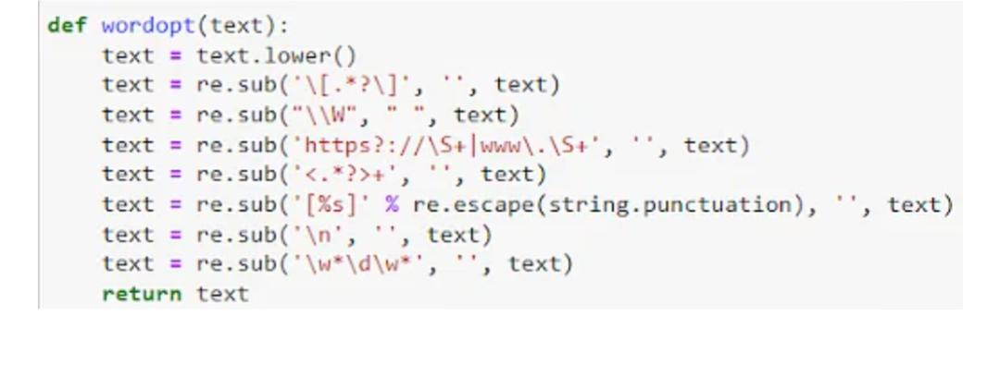 def wordopt(text):
    text = text.lower()
    text = re.sub('\[.*?\]', '', text)
    text = re.sub("\\W", " ", text)
    text = re.sub('https?://\S+|www\.\S+', '', text)
    text = re.sub('<.*?>+', '', text)
    text = re.sub('[%s]' % re.escape(string.punctuation), '', text)
    text = re.sub('\n', '', text)
    text = re.sub('\w*\d\w*', '', text)
    return text